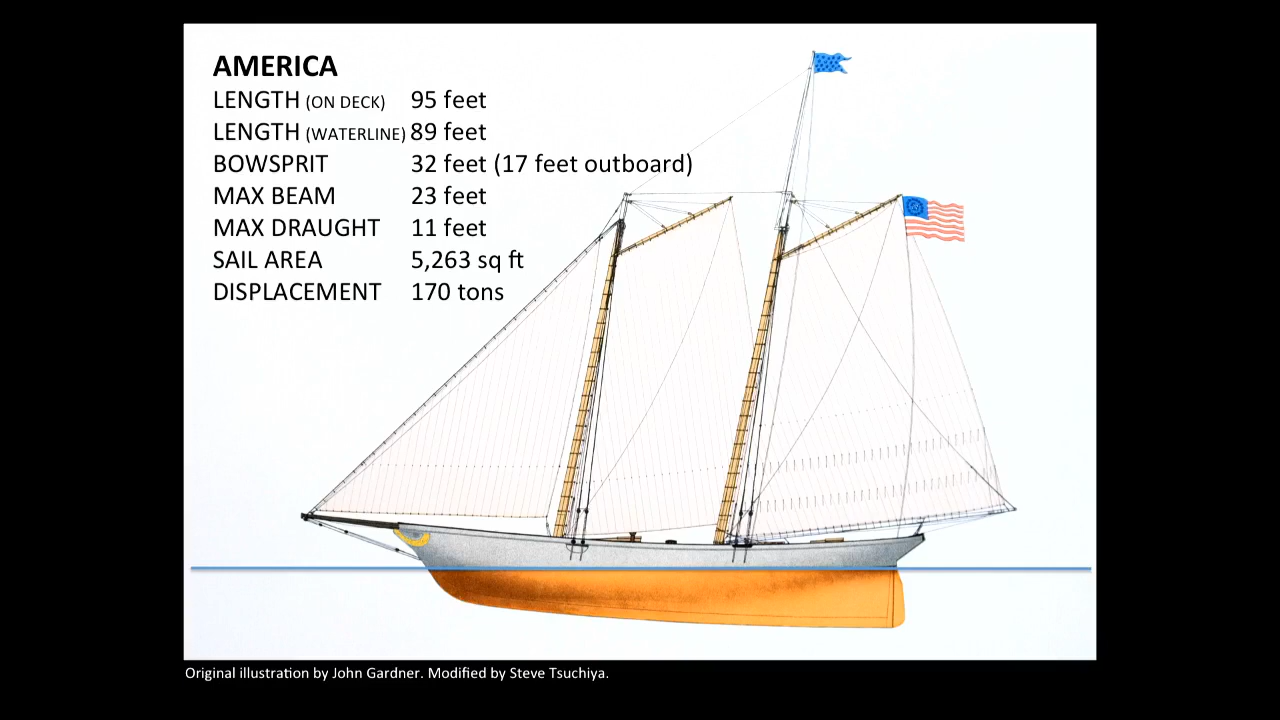 AMERICA
LENGTH (ON DECK) 95 feet
LENGTH (WATERLINE) 89 feet
BOWSPRIT 32 feet (17 feet outboard)
MAX BEAM 23 feet
MAX DRAUGHT 11 feet
SAIL AREA 5,263 sq ft
DISPLACEMENT 170 tons
Original illustration by John Gardner. Modified by Steve Tsuchiya.